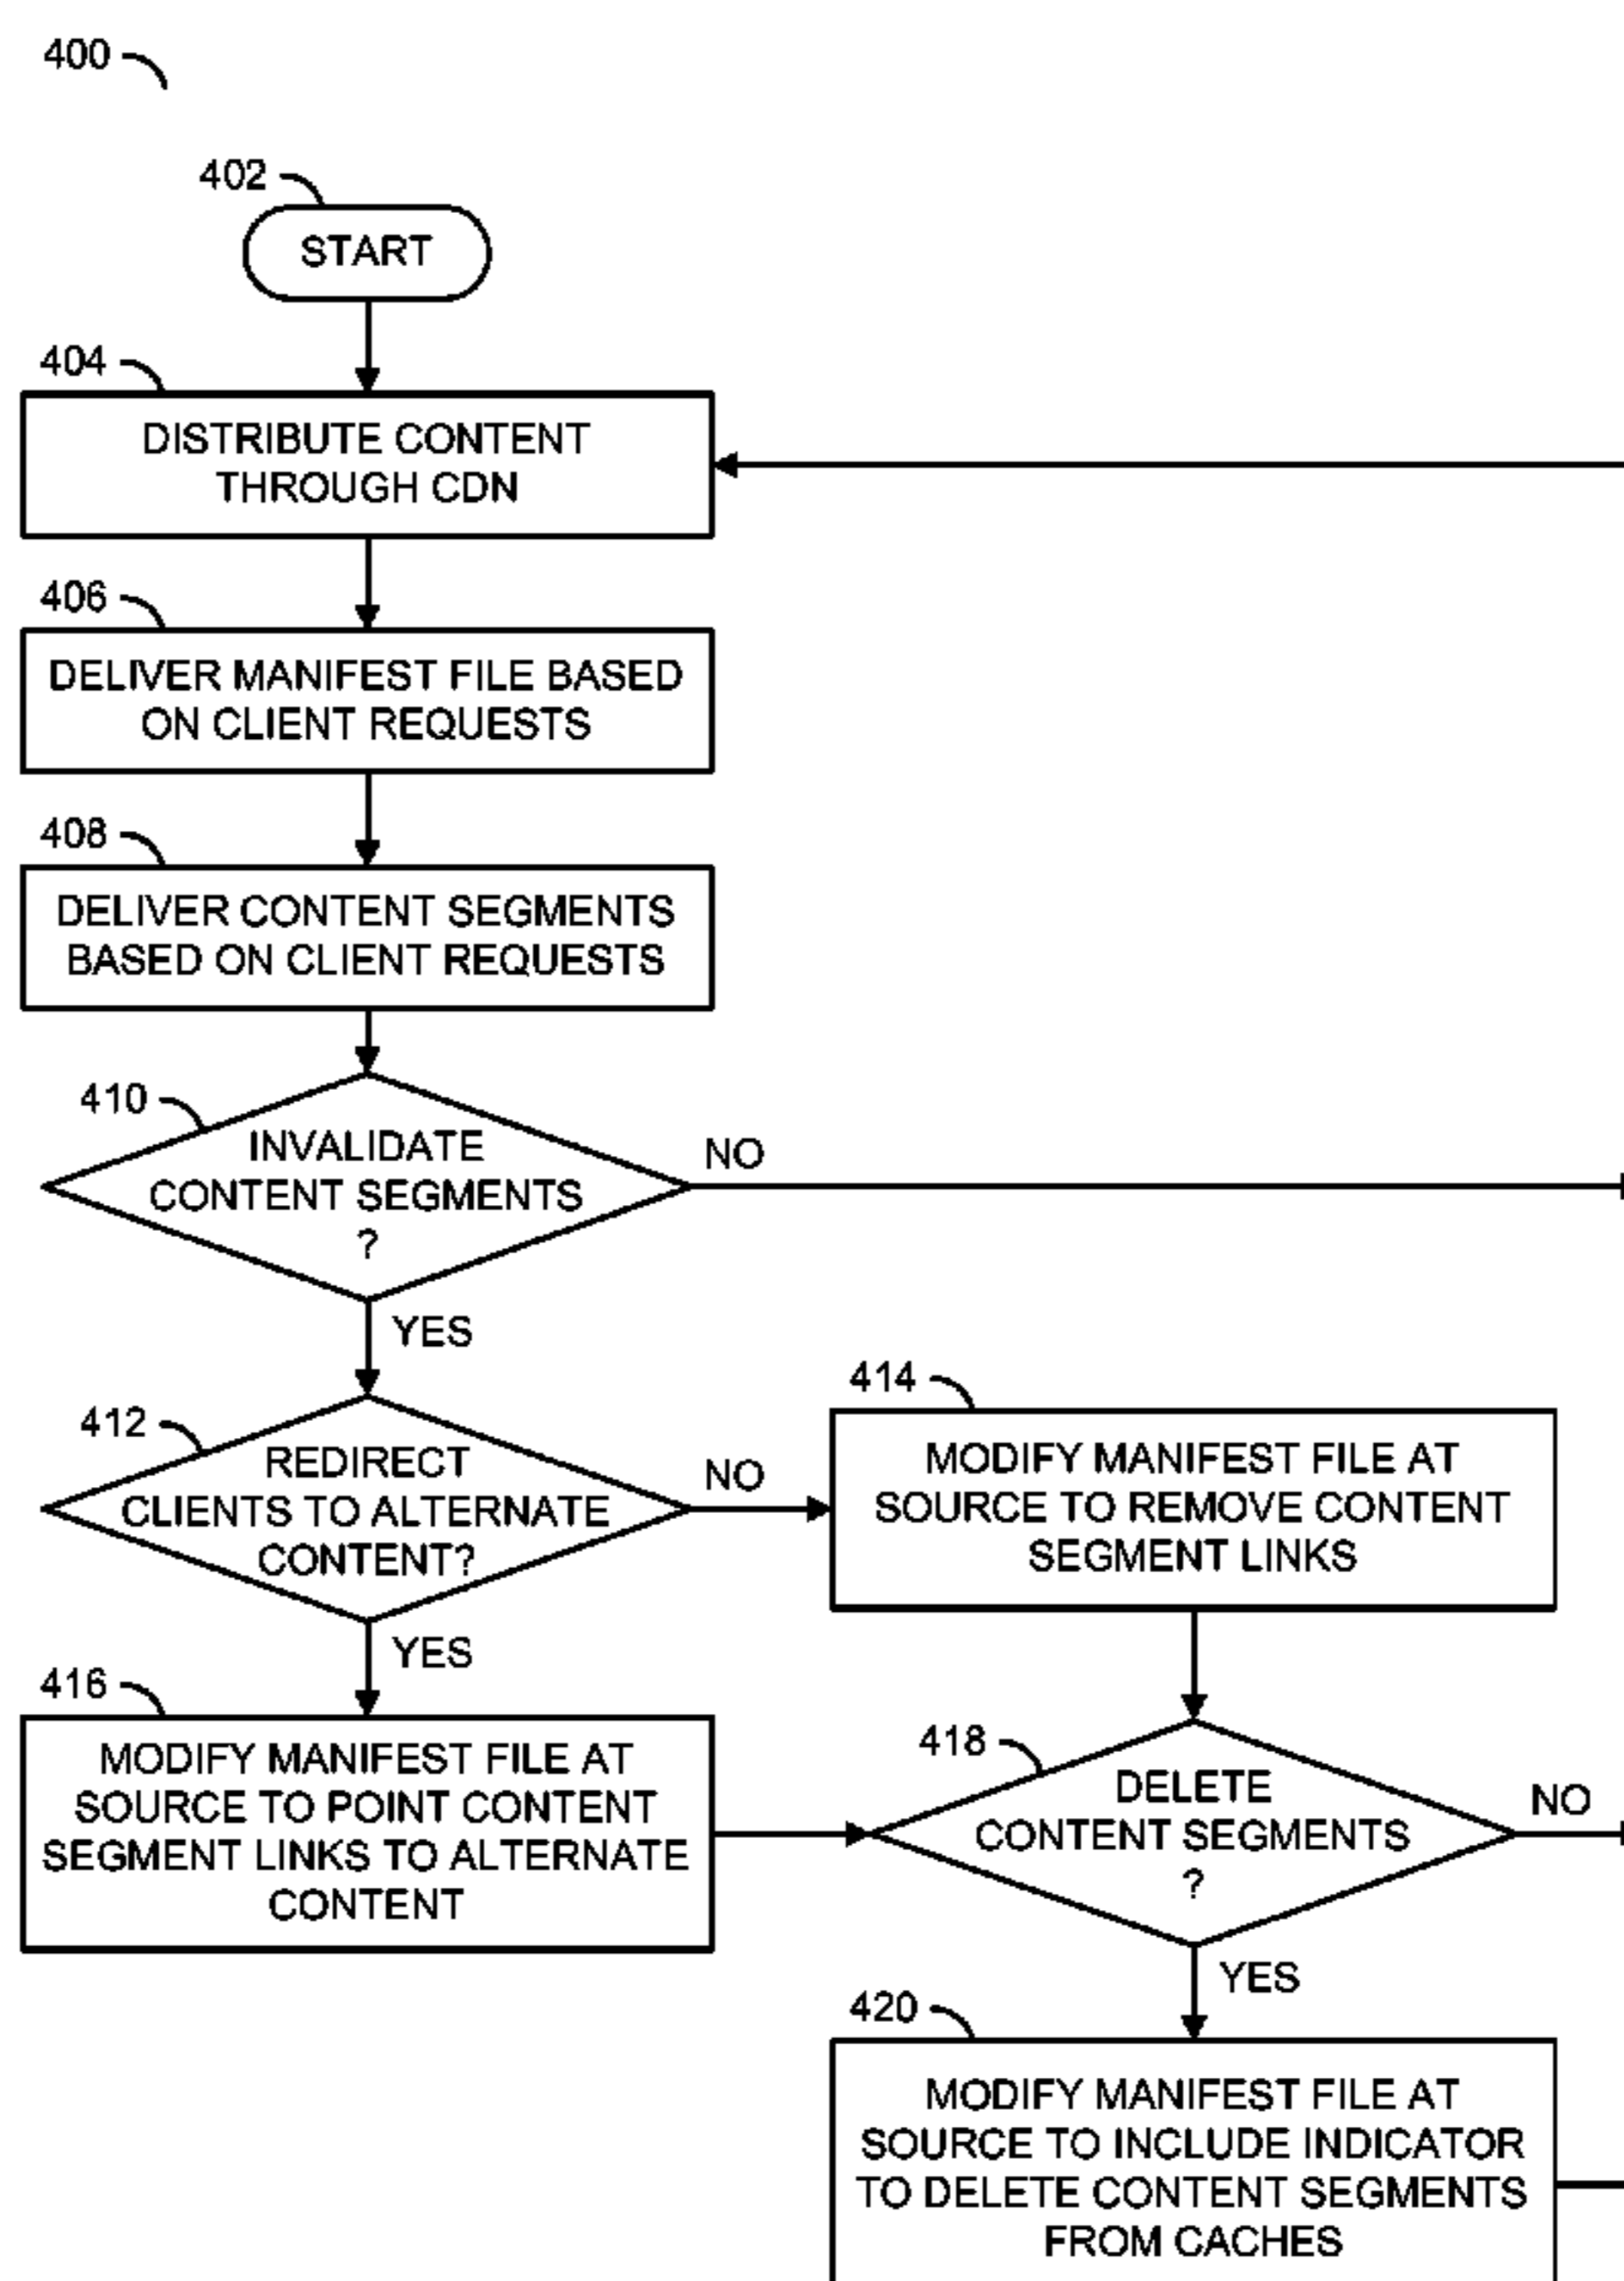 400
402
START
404
DISTRIBUTE CONTENT
THROUGH CDN
406
DELIVER MANIFEST FILE BASED
ON CLIENT REQUESTS
408
DELIVER CONTENT SEGMENTS
BASED ON CLIENT REQUESTS
410
INVALIDATE
CONTENT SEGMENTS
?
NO
YES
412
REDIRECT
CLIENTS TO ALTERNATE
CONTENT?
NO
YES
414
MODIFY MANIFEST FILE AT
SOURCE TO REMOVE CONTENT
SEGMENT LINKS
416
MODIFY MANIFEST FILE AT
SOURCE TO POINT CONTENT
SEGMENT LINKS TO ALTERNATE
CONTENT
418
DELETE
CONTENT SEGMENTS
?
NO
YES
420
MODIFY MANIFEST FILE AT
SOURCE TO INCLUDE INDICATOR
TO DELETE CONTENT SEGMENTS
FROM CACHES